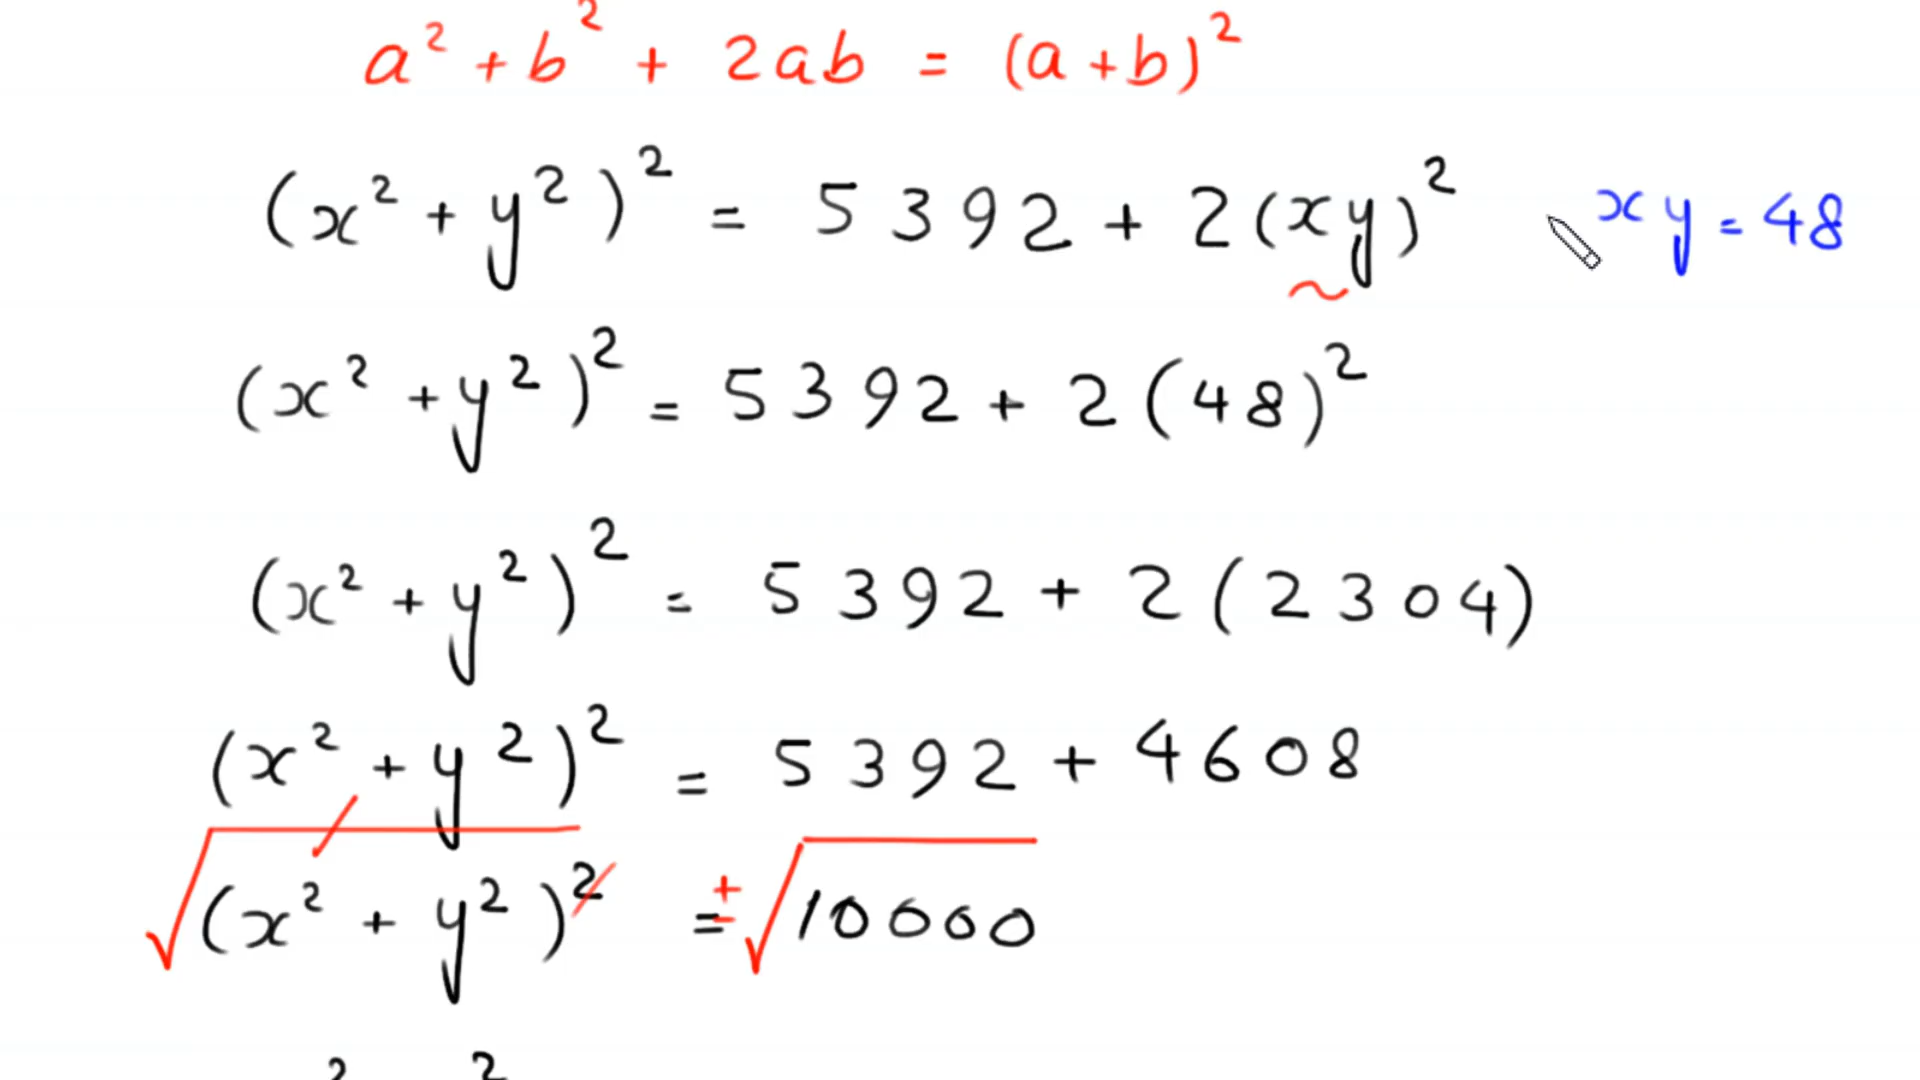 a² + b² + 2ab = (a+b)²
(x² + y²)² = 5392 + 2(xy)² xy = 48
(x² + y²)² = 5392 + 2(48)²
(x² + y²)² = 5392 + 2(2304)
(x² + y²)² = 5392 + 4608
√(x² + y²)² = ±√10000